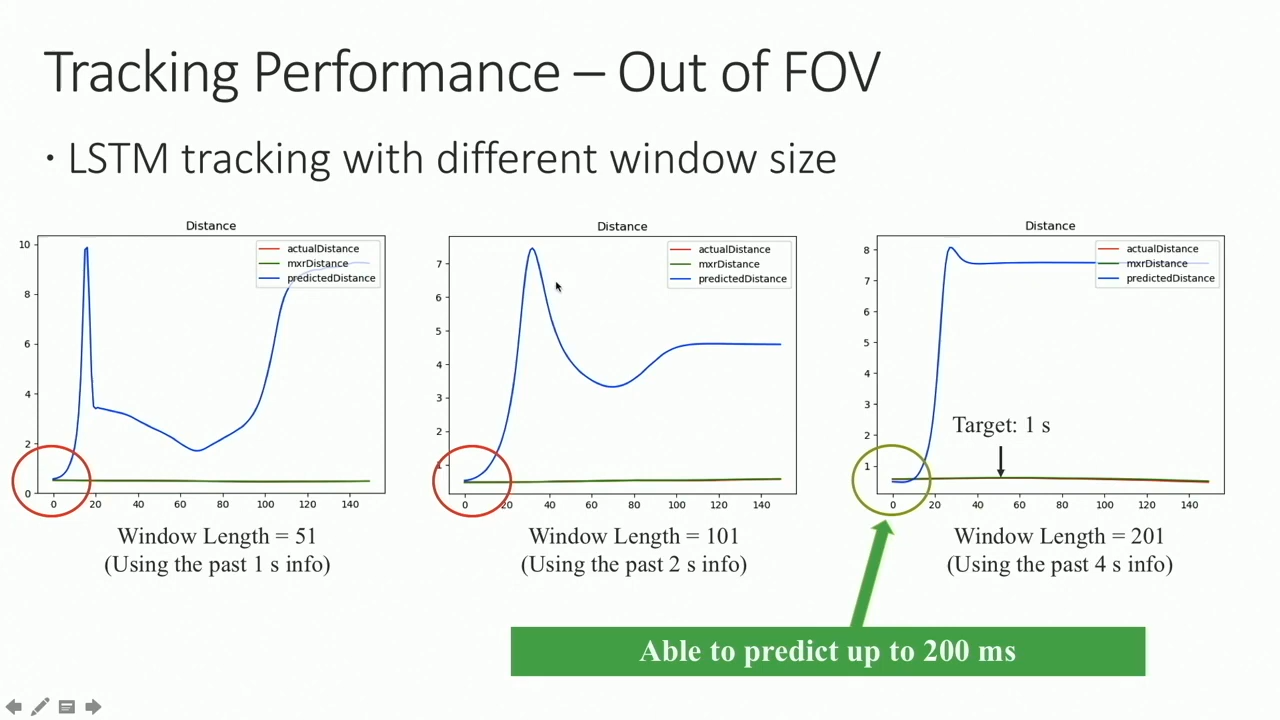 Tracking Performance – Out of FOV
• LSTM tracking with different window size
Distance
actualDistance
mxrDistance
predictedDistance
10
8
6
4
2
0
0 20 40 60 80 100 120 140
Window Length = 51
(Using the past 1 s info)
Distance
actualDistance
mxrDistance
predictedDistance
7
6
5
4
3
2
1
0 20 40 60 80 100 120 140
Window Length = 101
(Using the past 2 s info)
Distance
actualDistance
mxrDistance
predictedDistance
8
7
6
5
4
3
2
1
Target: 1 s
0 20 40 60 80 100 120 140
Window Length = 201
(Using the past 4 s info)
Able to predict up to 200 ms